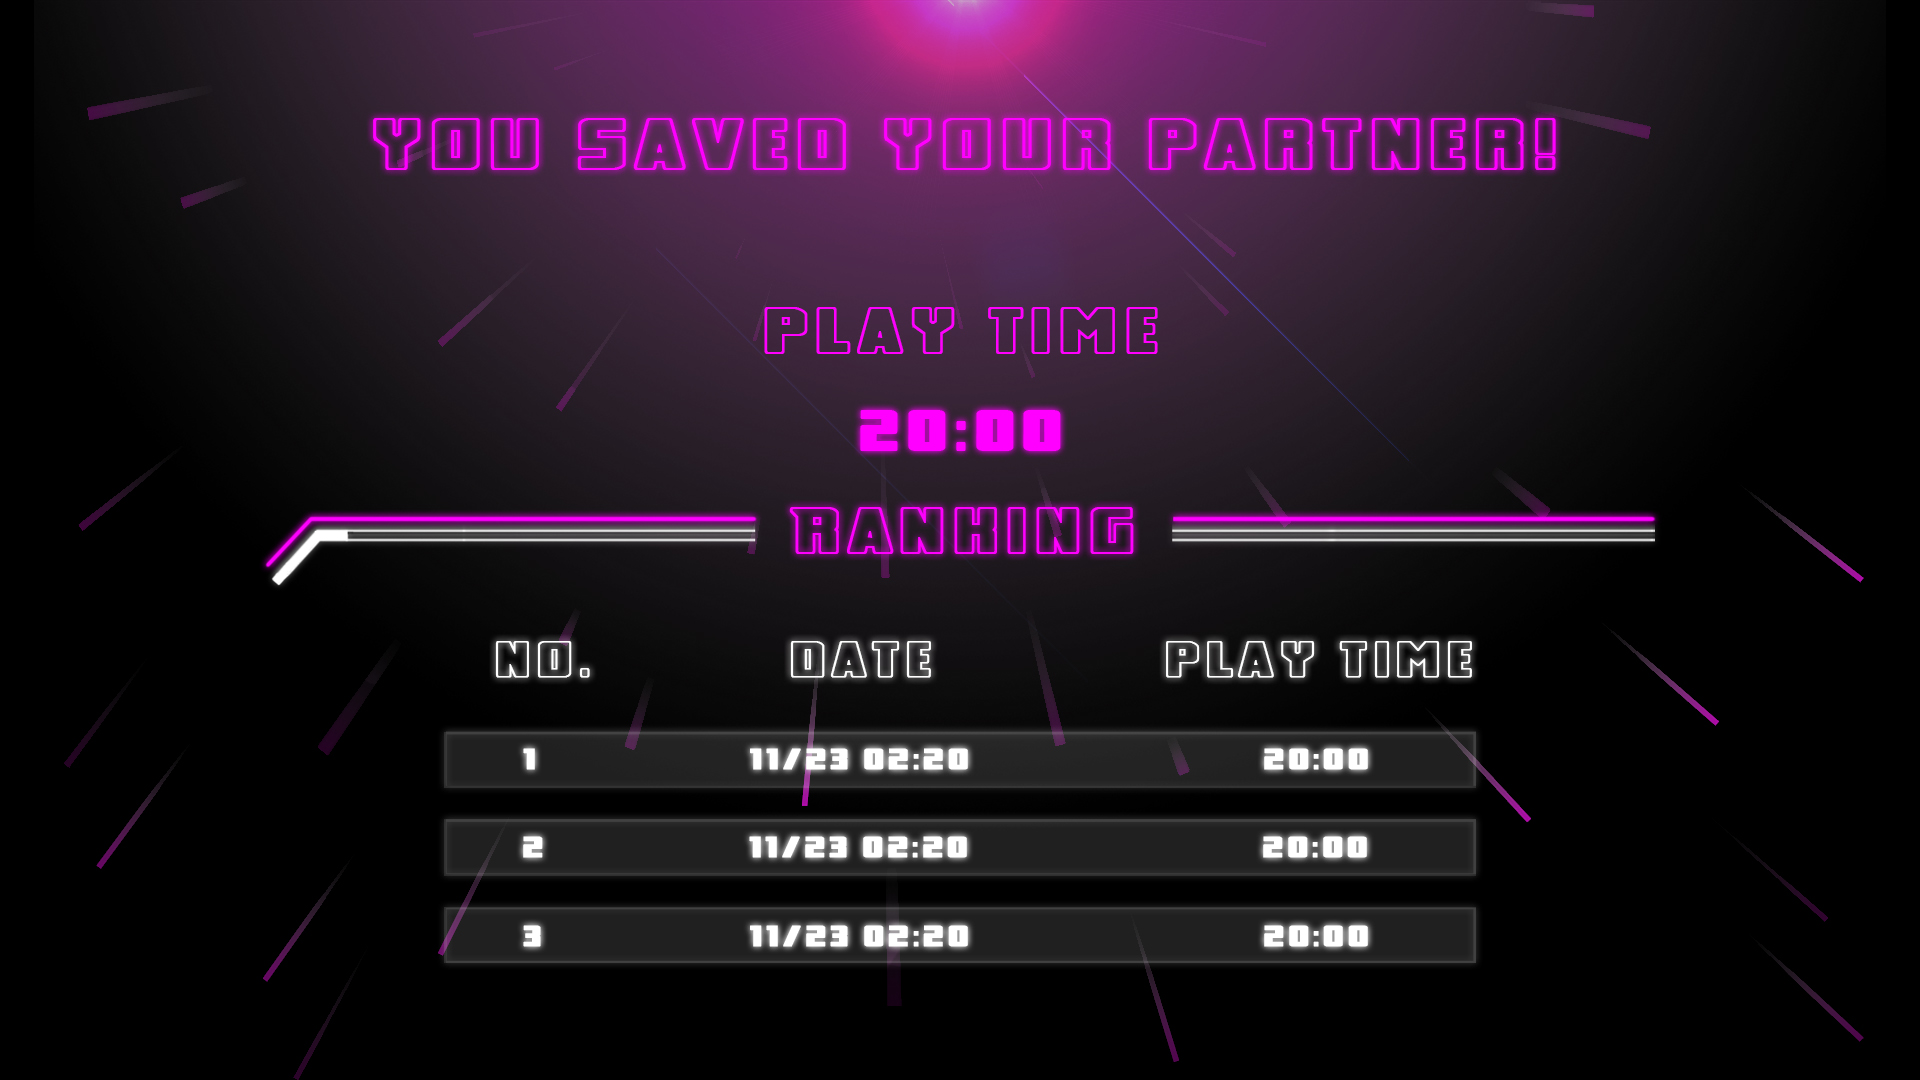 YOU SAVED YOUR PARTNER!
PLAY TIME
20:00
RANKING
NO. DATE PLAY TIME
1 11/23 02:20 20:00
2 11/23 02:20 20:00
3 11/23 02:20 20:00